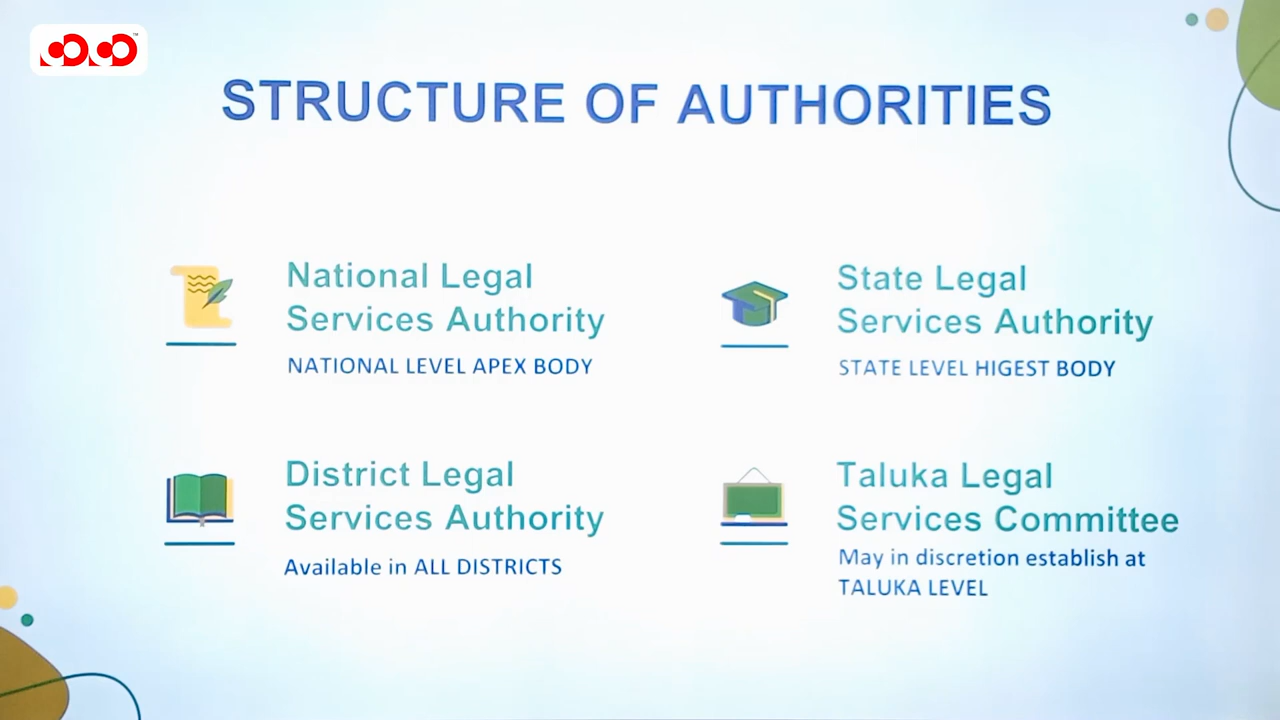 STRUCTURE OF AUTHORITIES
National Legal
Services Authority
NATIONAL LEVEL APEX BODY
State Legal
Services Authority
STATE LEVEL HIGEST BODY
District Legal
Services Authority
Available in ALL DISTRICTS
Taluka Legal
Services Committee
May in discretion establish at
TALUKA LEVEL